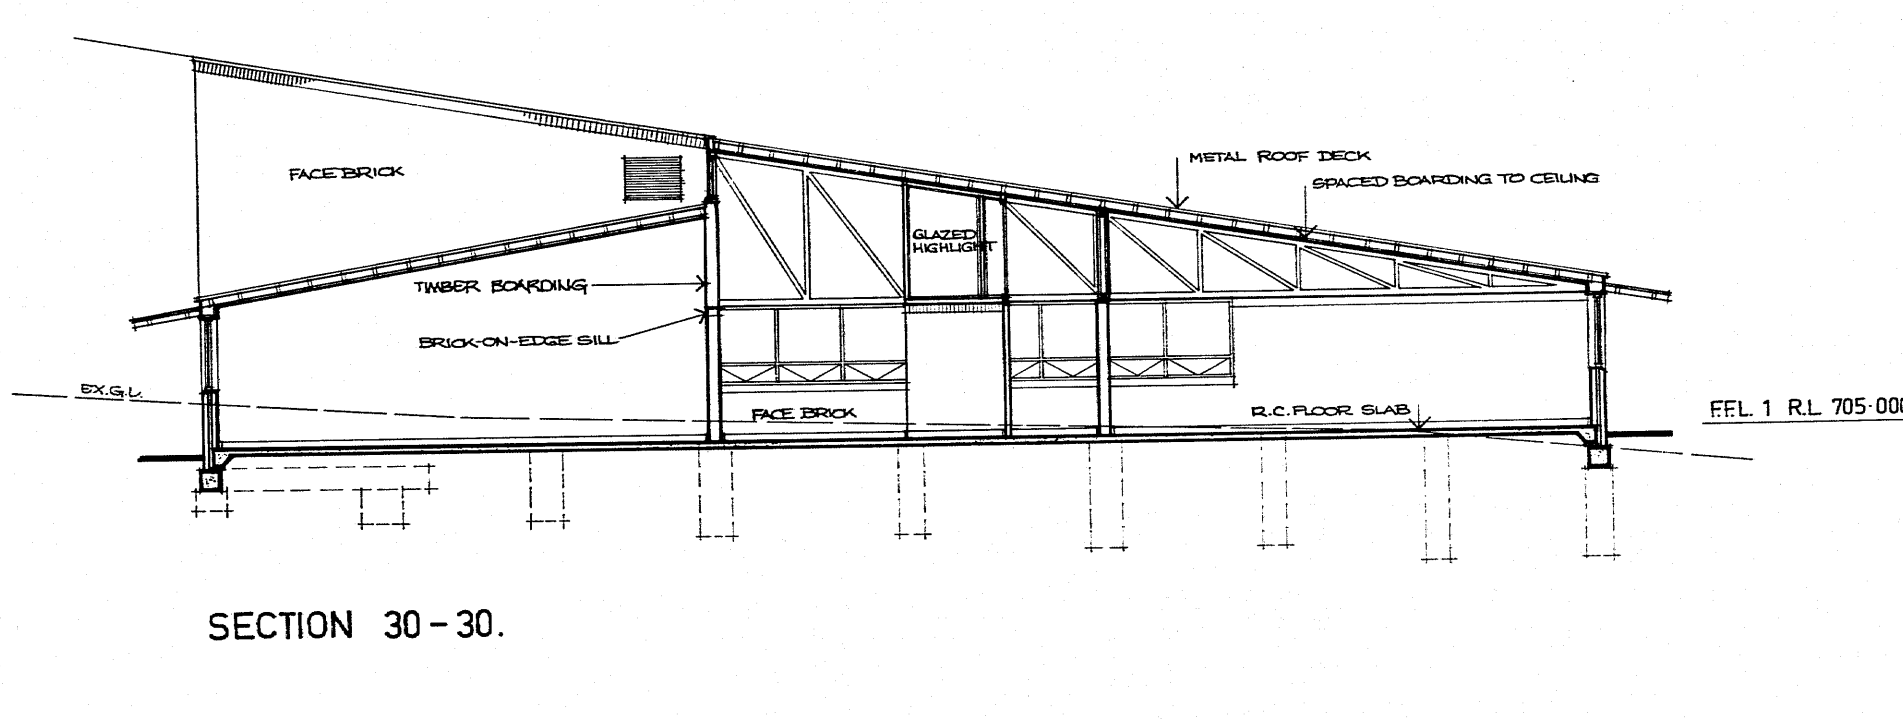 FACE BRICK
METAL ROOF DECK
SPACED BOARDING TO CEILING
GLAZED
HIGHLIGHT
TIMBER BOARDING
BRICK-ON-EDGE SILL
EX.G.L.
FACE BRICK
R.C. FLOOR SLAB
F.F.L. 1 R.L 705·000
SECTION 30-30.